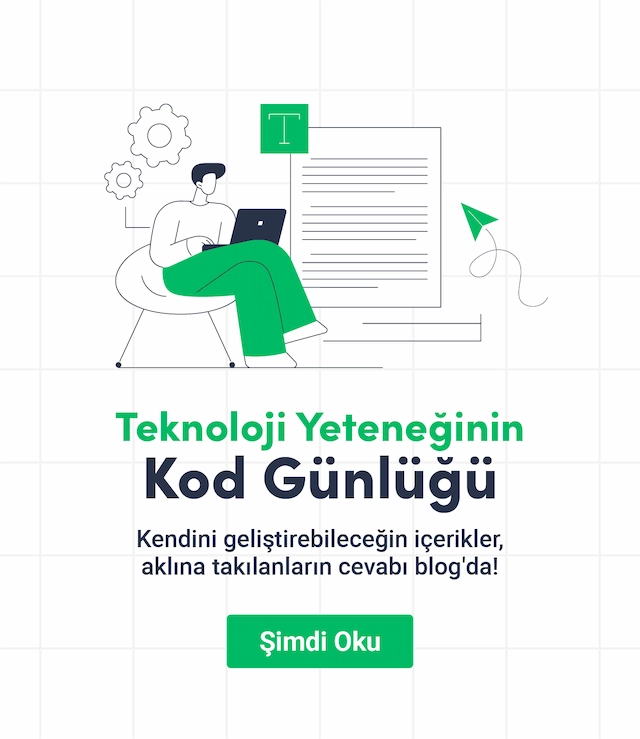 T
Teknoloji Yeteneğinin
Kod Günlüğü
Kendini geliştirebileceğin içerikler,
aklına takılanların cevabı blog'da!
Şimdi Oku